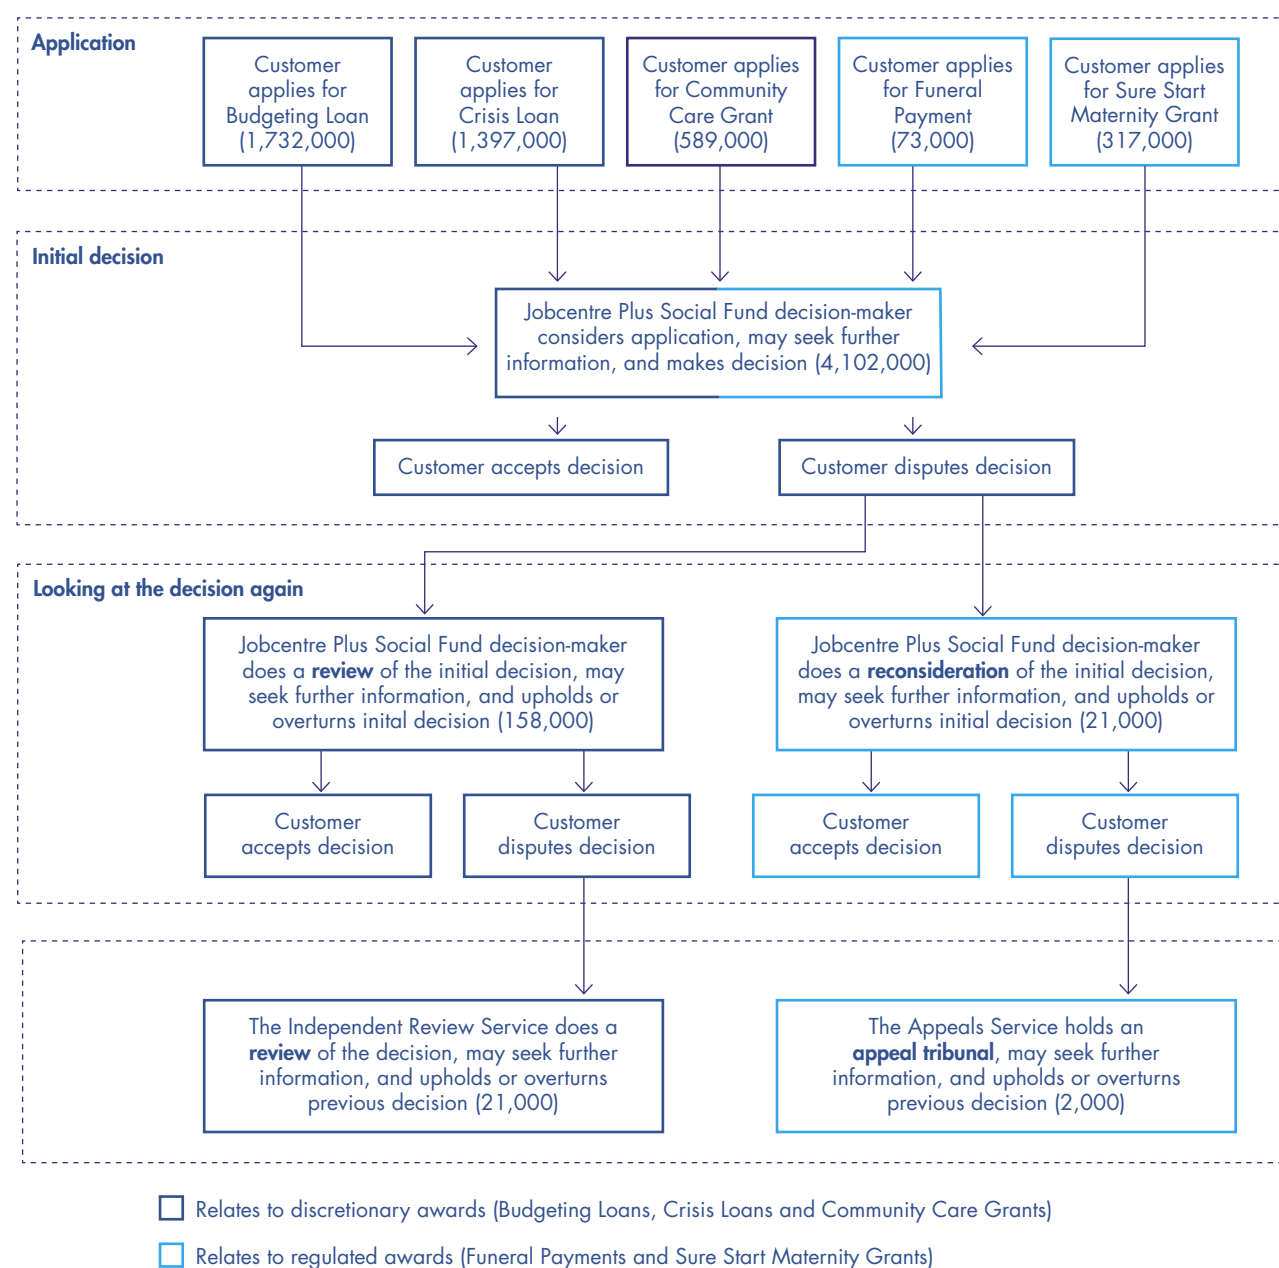 Application
Customer
applies for
Budgeting Loan
(1,732,000)
Customer
applies for
Crisis Loan
(1,397,000)
Customer applies
for Community
Care Grant
(589,000)
Customer applies
for Funeral
Payment
(73,000)
Customer applies
for Sure Start
Maternity Grant
(317,000)
Initial decision
Jobcentre Plus Social Fund decision-maker
considers application, may seek further
information, and makes decision (4,102,000)
Customer accepts decision
Customer disputes decision
Looking at the decision again
Jobcentre Plus Social Fund decision-maker
does a review of the initial decision, may
seek further information, and upholds or
overturns inital decision (158,000)
Jobcentre Plus Social Fund decision-maker
does a reconsideration of the initial decision,
may seek further information, and upholds or
overturns initial decision (21,000)
Customer
accepts decision
Customer
disputes decision
Customer
accepts decision
Customer
disputes decision
The Independent Review Service does a
review of the decision, may seek further
information, and upholds or overturns
previous decision (21,000)
The Appeals Service holds an
appeal tribunal, may seek further
information, and upholds or overturns
previous decision (2,000)
Relates to discretionary awards (Budgeting Loans, Crisis Loans and Community Care Grants)
Relates to regulated awards (Funeral Payments and Sure Start Maternity Grants)